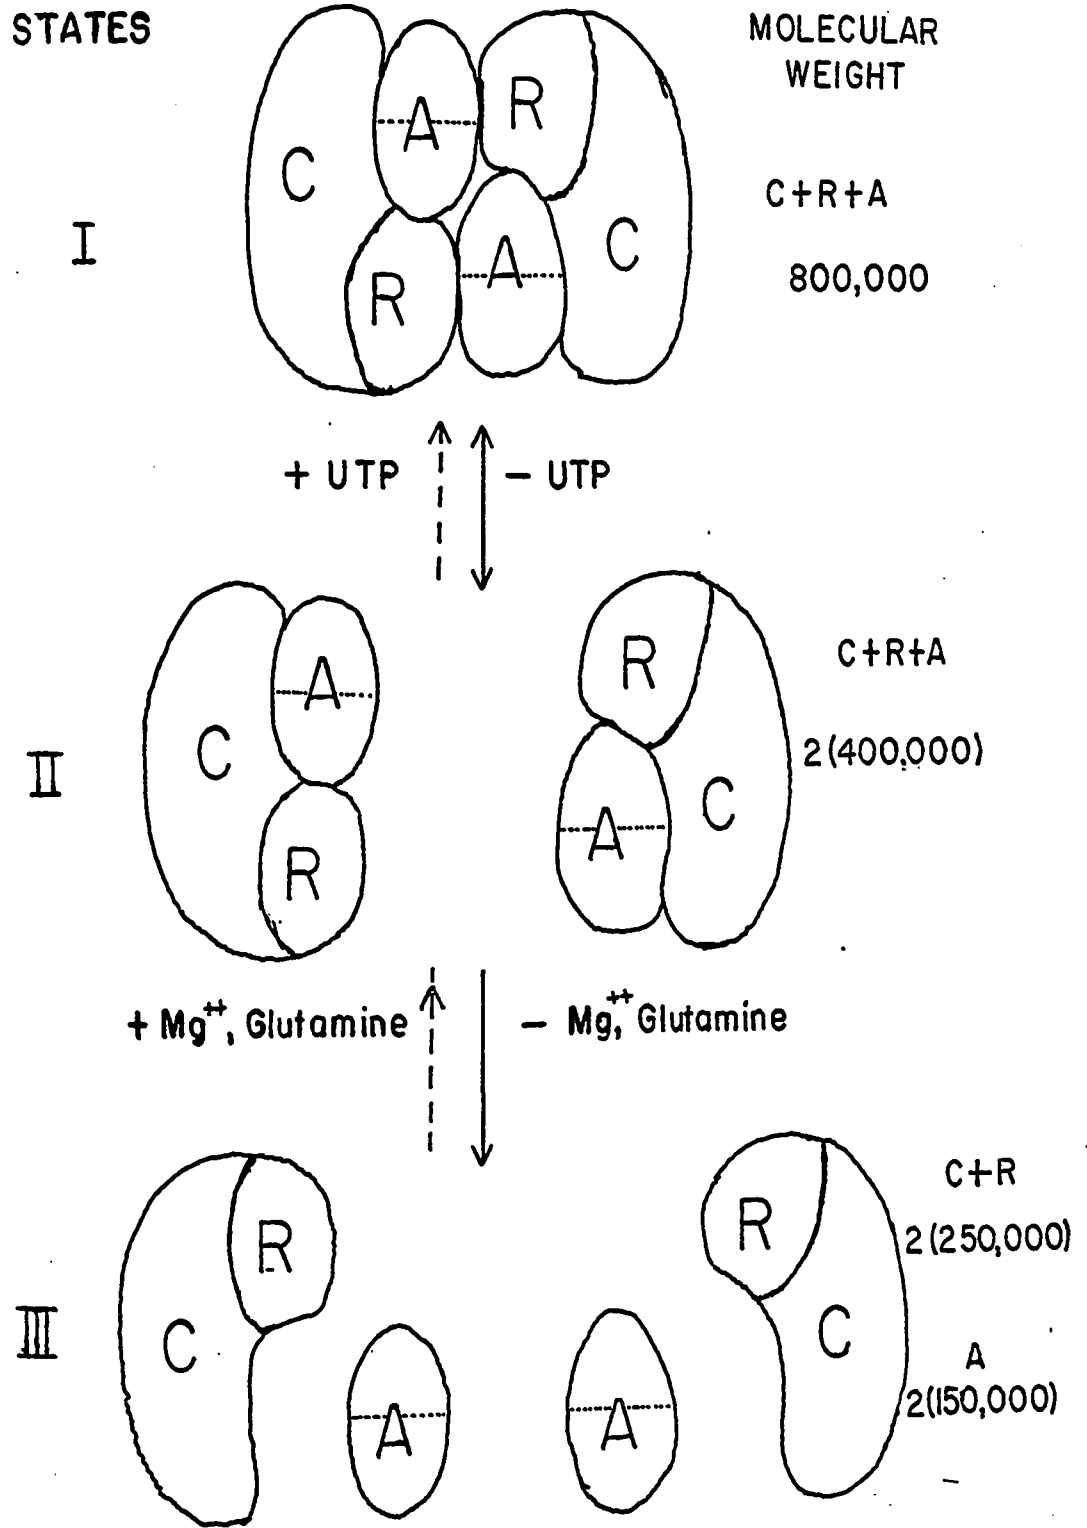 STATES
MOLECULAR
WEIGHT
C
A
R
C+R+A
I
R
A
C
800,000
+ UTP
- UTP
R
C+R+A
A
II
C
2(400,000)
C
R
A
+ Mg++, Glutamine
- Mg++, Glutamine
C+R
R
R
2(250,000)
III
C
C
A
A
A
2(150,000)